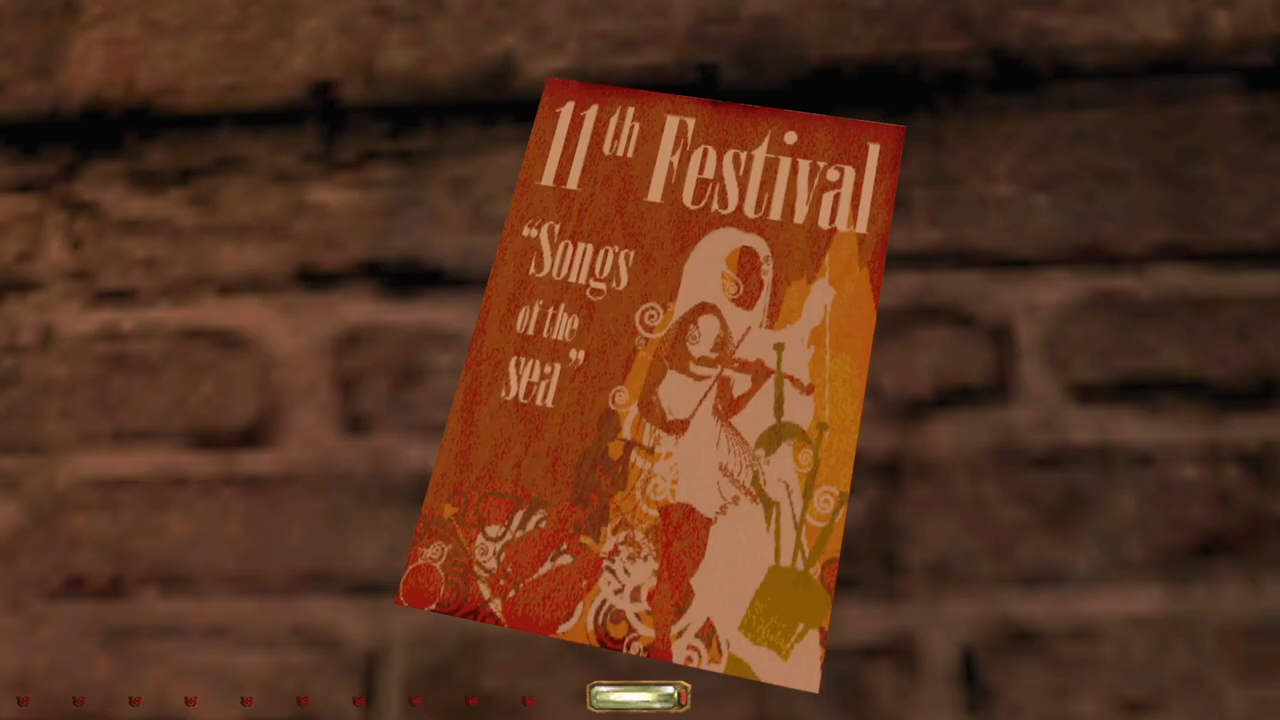 11th Festival
“Songs
of the
sea”